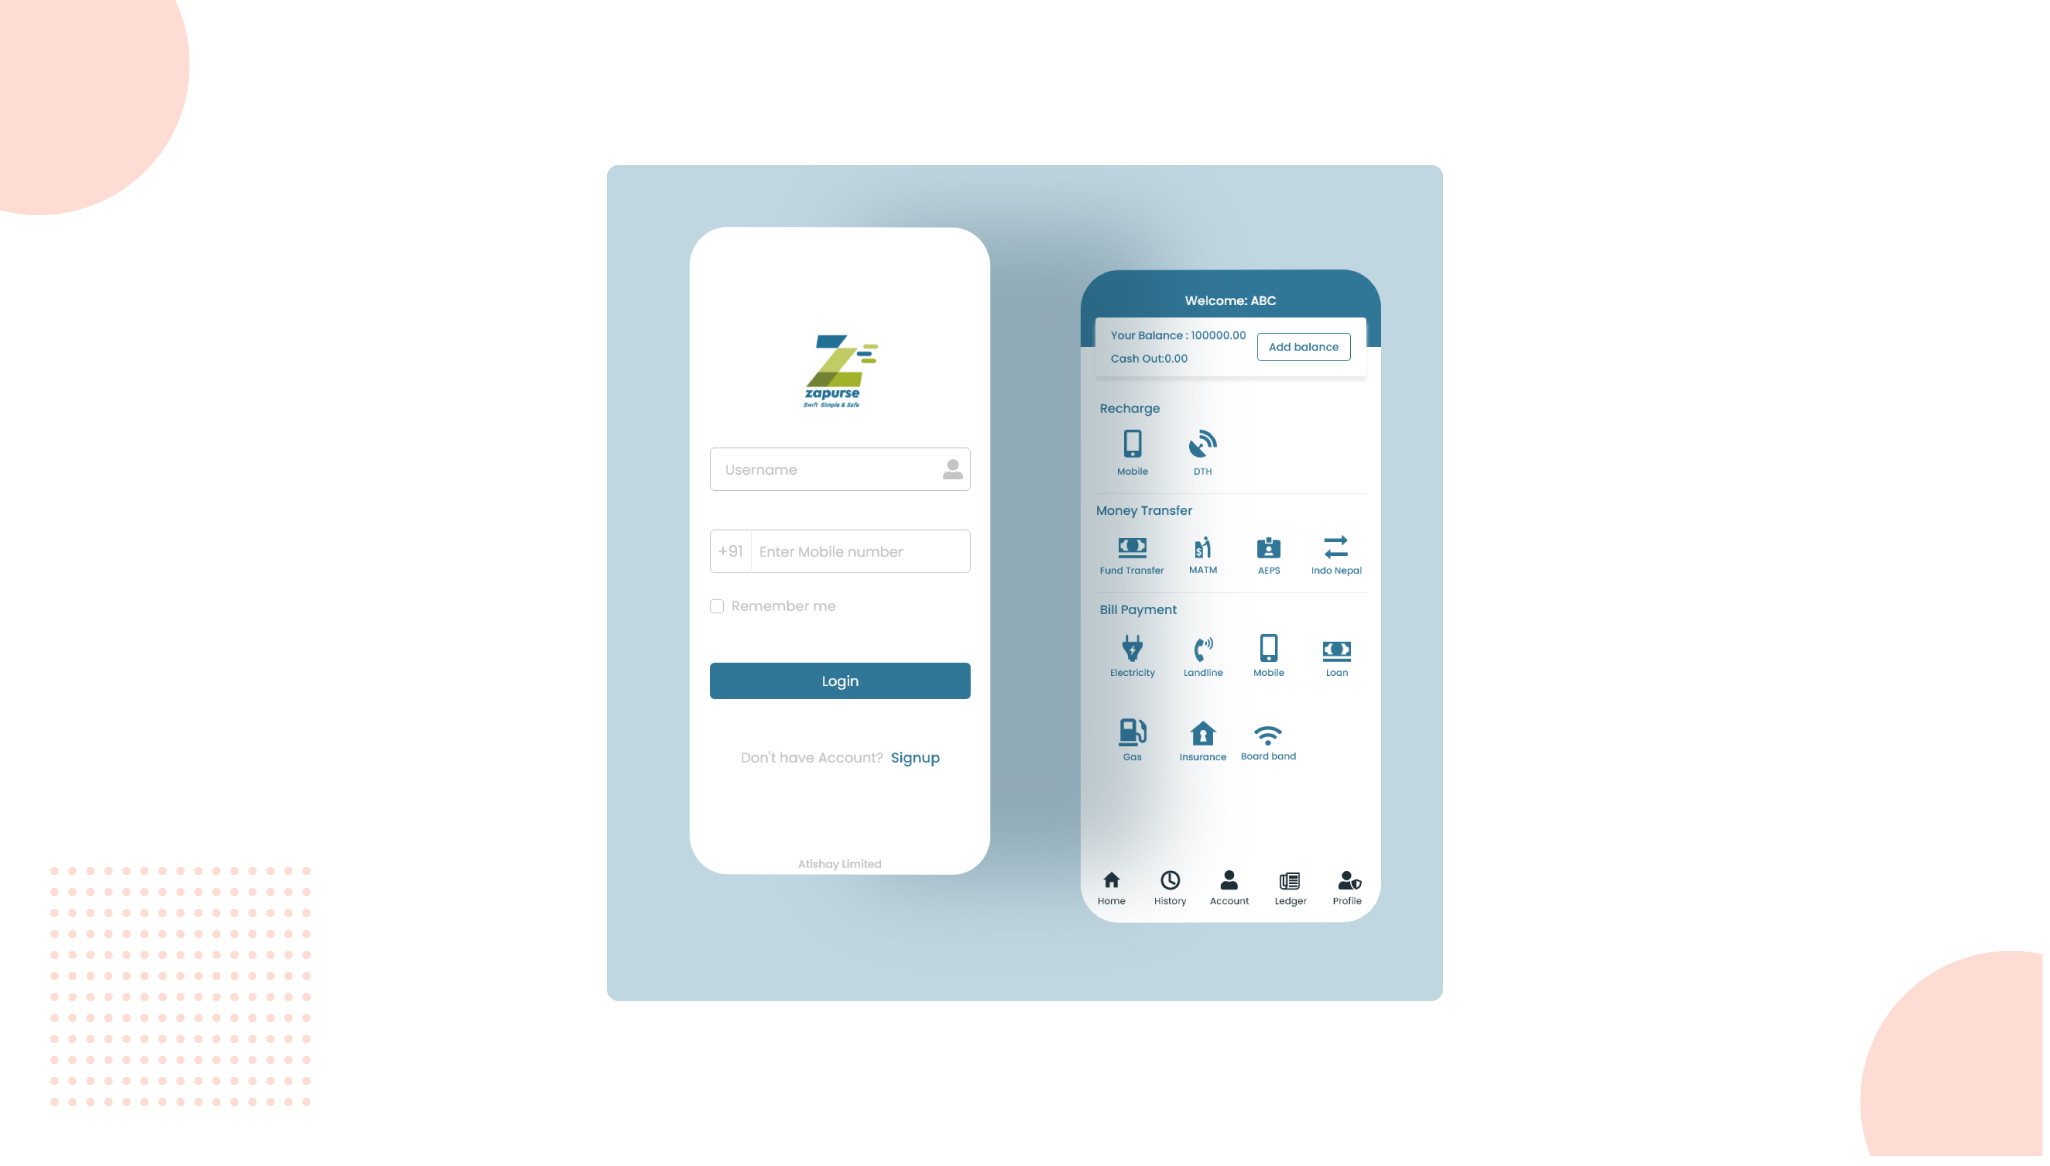 zapurse
Swift Simple & Safe
Username
+91 Enter Mobile number
Remember me
Login
Don't have Account? Signup
Atishay Limited
Welcome: ABC
Your Balance : 100000.00
Cash Out:0.00
Add balance
Recharge
Mobile DTH
Money Transfer
$
Fund Transfer MATM AEPS Indo Nepal
Bill Payment
Electricity Landline Mobile Loan
Gas Insurance Board band
Home History Account Ledger Profile